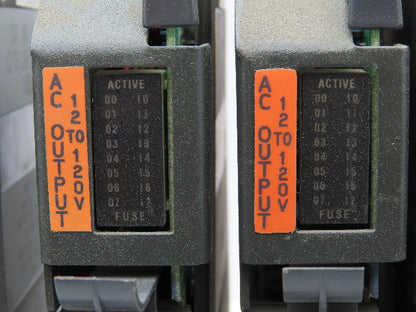 AC OUTPUT
12 TO 120V
ACTIVE
00 10
01 11
02 12
03 13
04 14
05 15
06 16
07 17
FUSE
AC OUTPUT
12 TO 120V
ACTIVE
00 10
01 11
02 12
03 13
04 14
05 15
06 16
07 17
FUSE